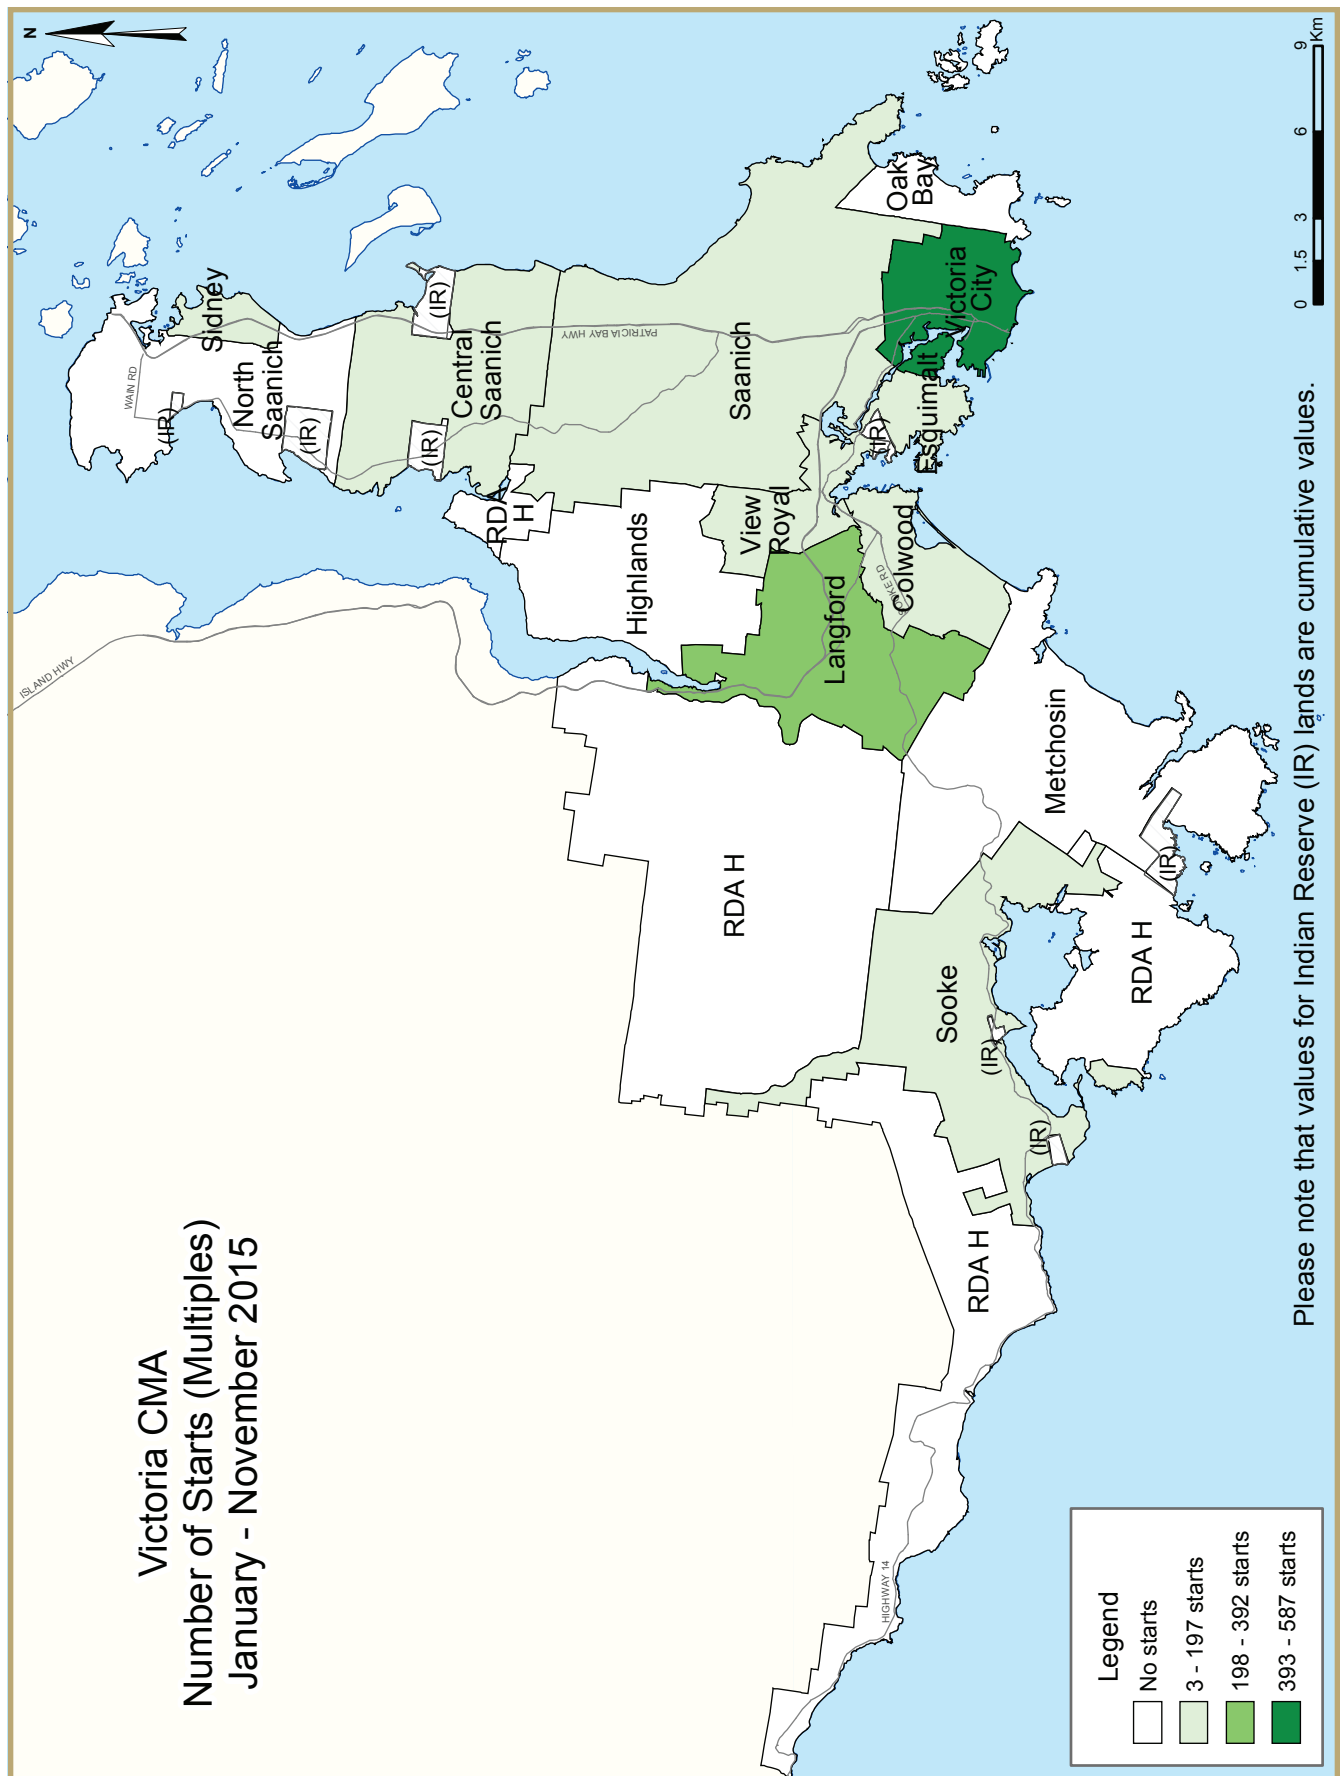 Victoria CMA
Number of Starts (Multiples)
January - November 2015
N
ISLAND HWY
WAIN RD
Sidney
North
Saanich
(IR)
(IR)
(IR)
(IR)
Central
Saanich
PATRICIA BAY HWY
RDA
H
Saanich
Highlands
View
Royal
Langford
Colwood
SOOKE RD
Esquimalt
(IR)
Victoria
City
Oak
Bay
Metchosin
(IR)
RDA H
RDA H
Sooke
(IR)
(IR)
RDA H
HIGHWAY 14
Legend
No starts
3 - 197 starts
198 - 392 starts
393 - 587 starts
0 1.5 3 6 9
Km
Please note that values for Indian Reserve (IR) lands are cumulative values.